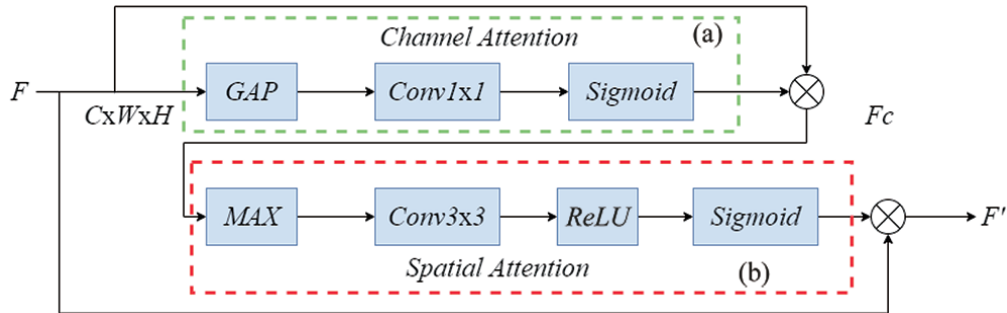 Channel Attention (a)
F GAP Conv1x1 Sigmoid
CxWxH Fc
MAX Conv3x3 ReLU Sigmoid F'
Spatial Attention (b)